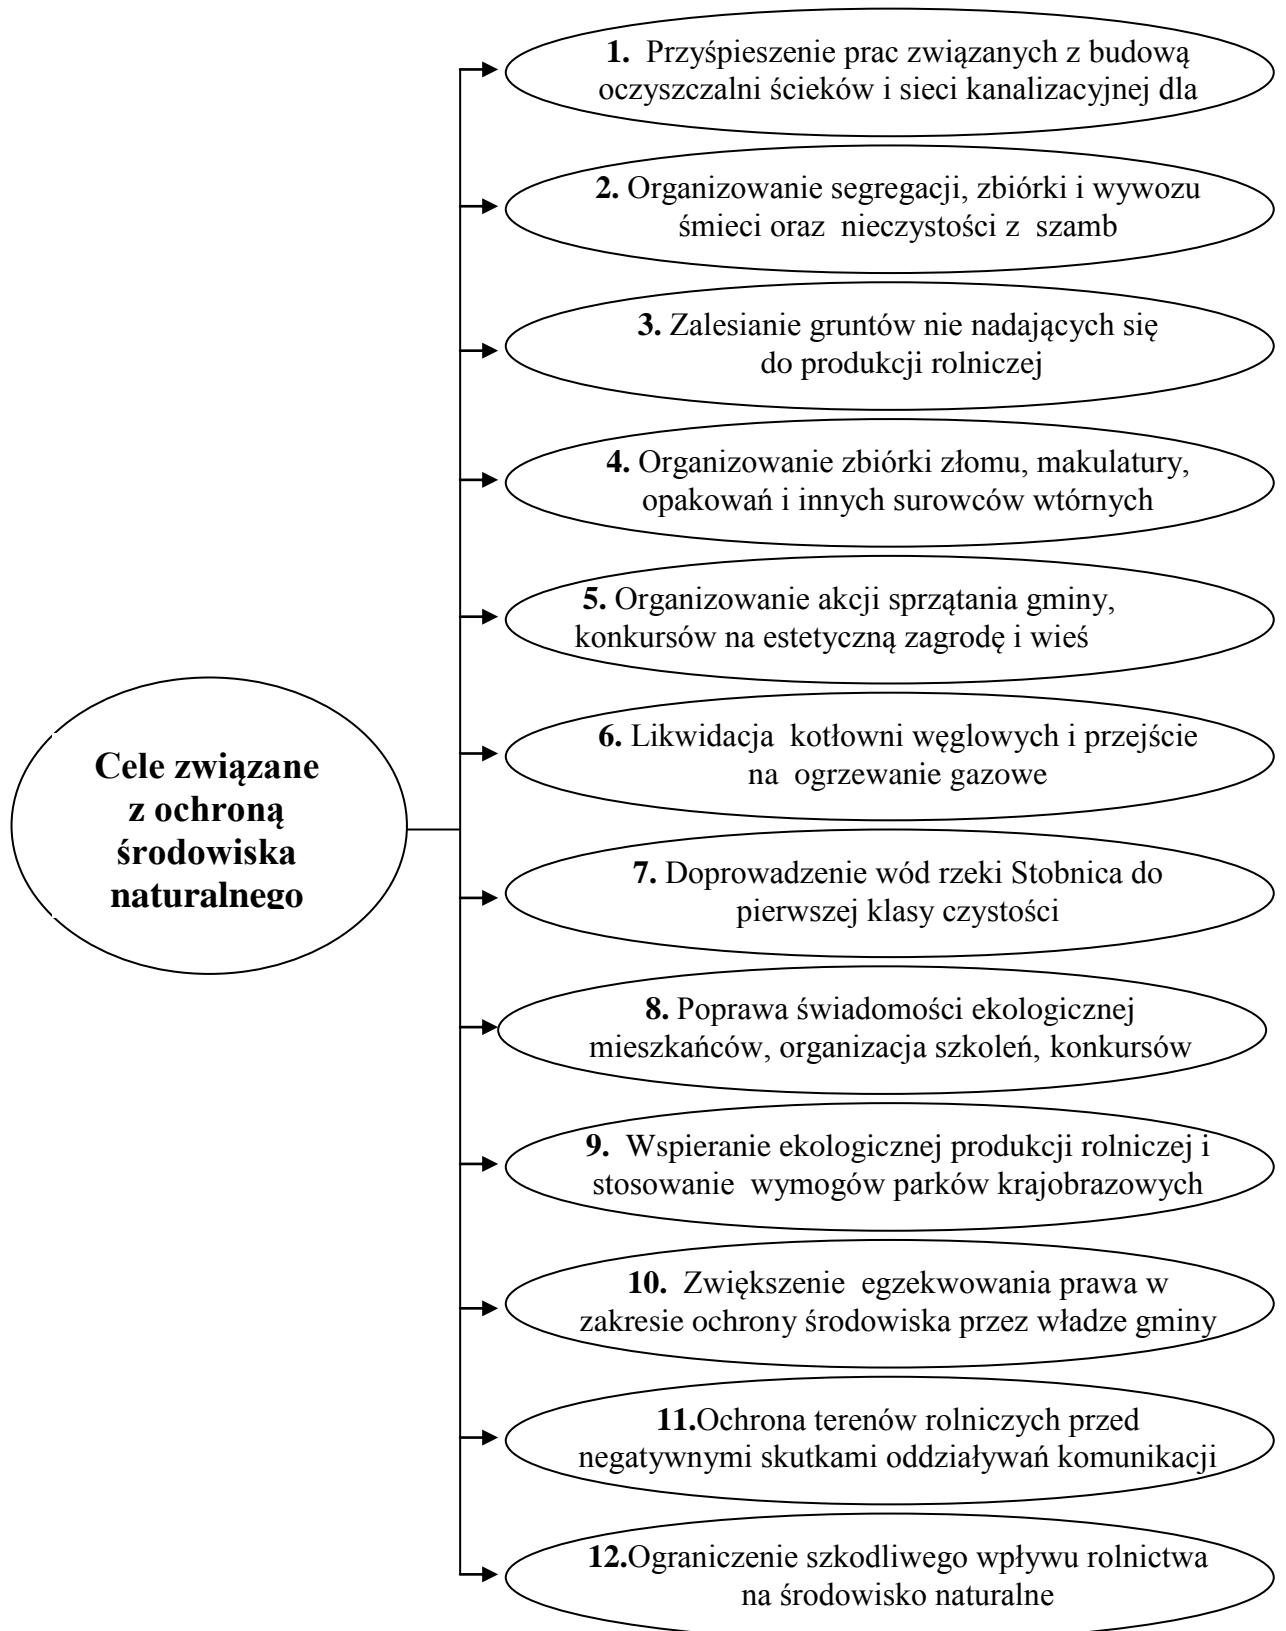 1. Przyśpieszenie prac związanych z budową
oczyszczalni ścieków i sieci kanalizacyjnej dla
2. Organizowanie segregacji, zbiórki i wywozu
śmieci oraz nieczystości z szamb
3. Zalesianie gruntów nie nadających się
do produkcji rolniczej
4. Organizowanie zbiórki złomu, makulatury,
opakowań i innych surowców wtórnych
5. Organizowanie akcji sprzątania gminy,
konkursów na estetyczną zagrodę i wieś
6. Likwidacja kotłowni węglowych i przejście
na ogrzewanie gazowe
Cele związane
z ochroną
środowiska
naturalnego
7. Doprowadzenie wód rzeki Stobnica do
pierwszej klasy czystości
8. Poprawa świadomości ekologicznej
mieszkańców, organizacja szkoleń, konkursów
9. Wspieranie ekologicznej produkcji rolniczej i
stosowanie wymogów parków krajobrazowych
10. Zwiększenie egzekwowania prawa w
zakresie ochrony środowiska przez władze gminy
11.Ochrona terenów rolniczych przed
negatywnymi skutkami oddziaływań komunikacji
12.Ograniczenie szkodliwego wpływu rolnictwa
na środowisko naturalne